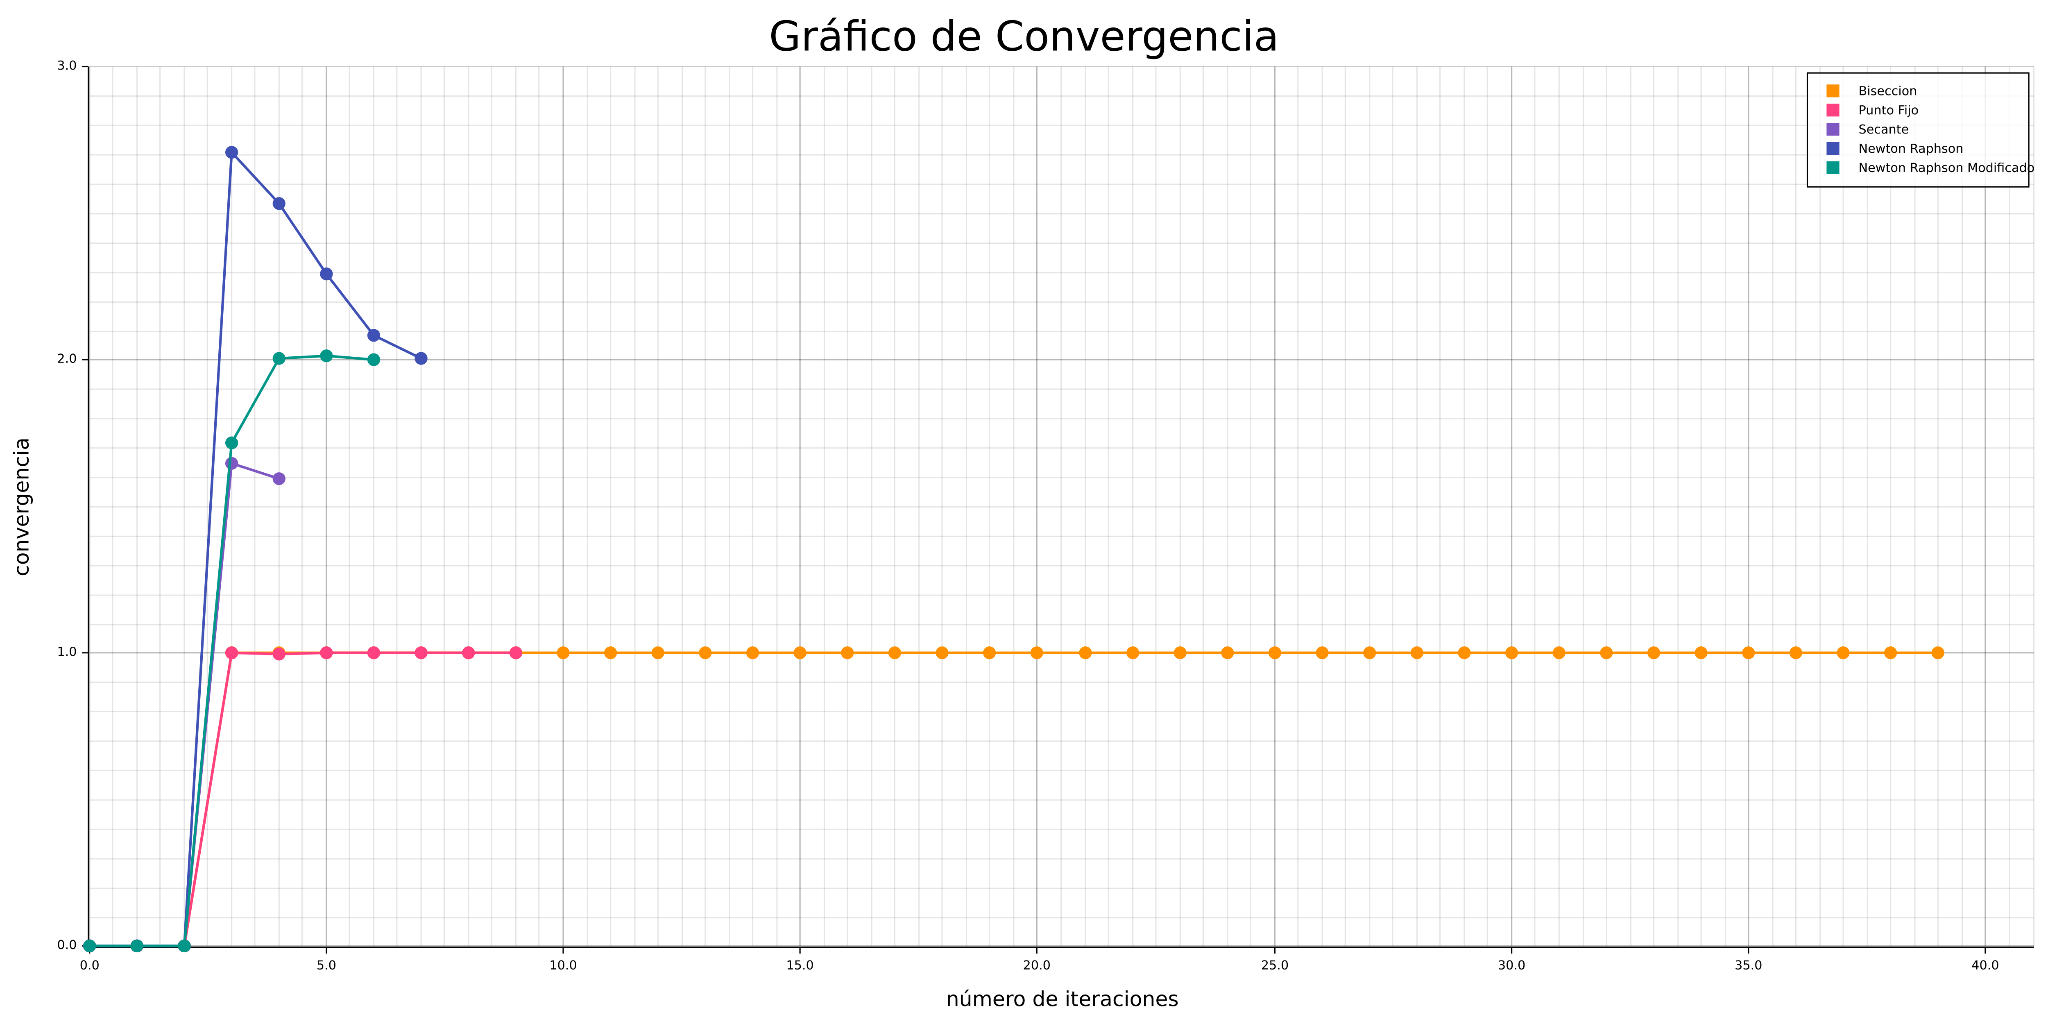 Gráfico de Convergencia
3.0
Biseccion
Punto Fijo
Secante
Newton Raphson
Newton Raphson Modificado
2.0
convergencia
1.0
0.0
0.0 5.0 10.0 15.0 20.0 25.0 30.0 35.0 40.0
número de iteraciones